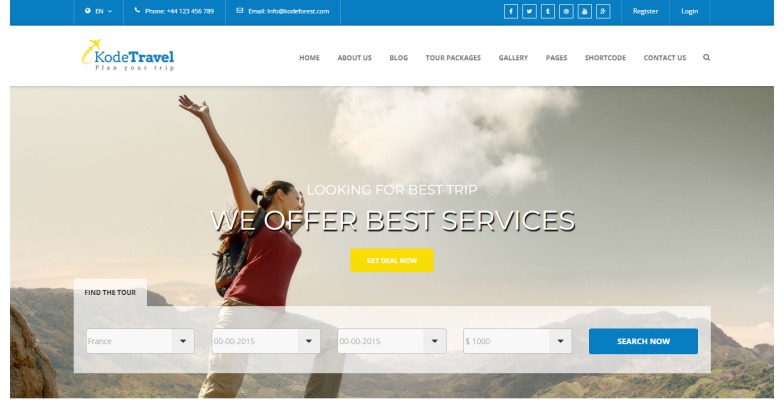 EN Phone: +44 123 456 789 Email: Info@kodeforest.com Register Login
KodeTravel
Plan your trip
HOME ABOUT US BLOG TOUR PACKAGES GALLERY PAGES SHORTCODE CONTACT US
LOOKING FOR BEST TRIP
WE OFFER BEST SERVICES
GET DEAL NOW
FIND THE TOUR
France 00-00-2015 00-00-2015 $ 1000 SEARCH NOW